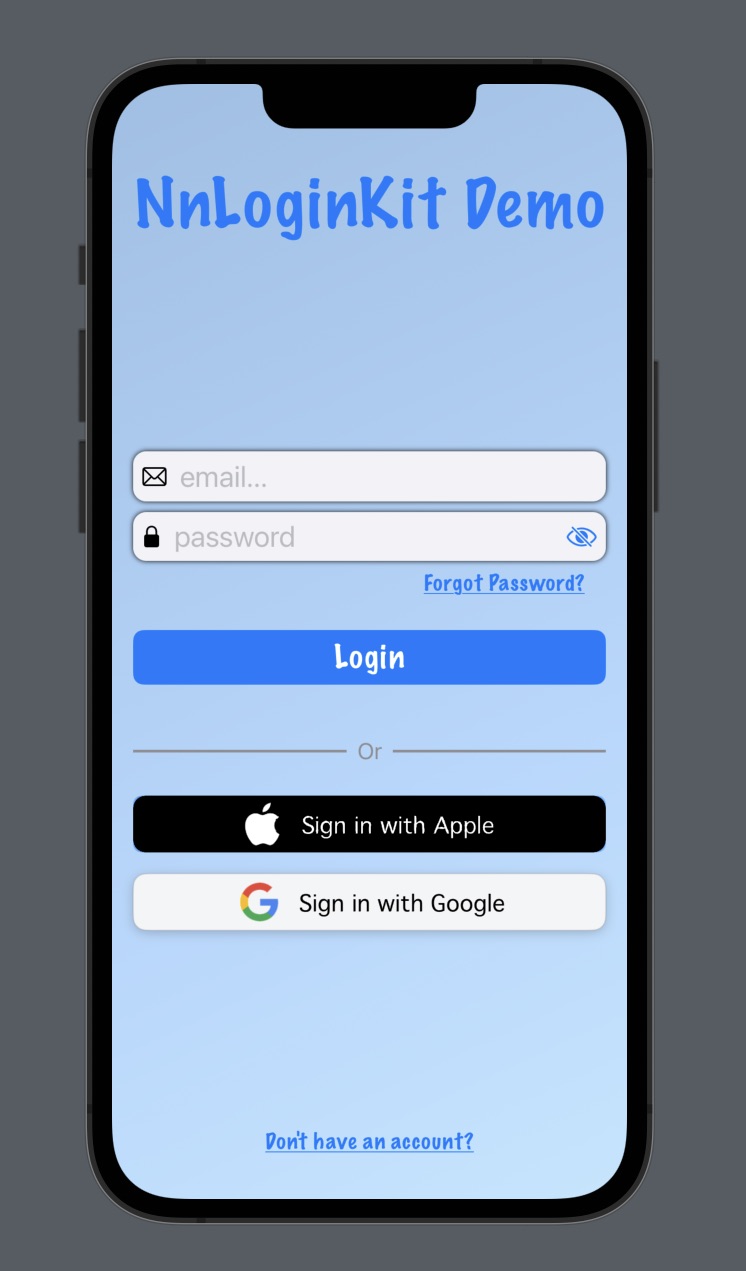 NnLoginKit Demo
email...
password
Forgot Password?
Login
Or
Sign in with Apple
Sign in with Google
Don't have an account?